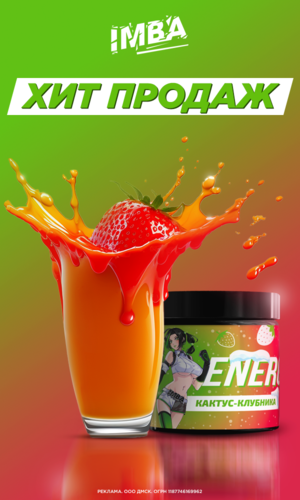 IMBA
ХИТ ПРОДАЖ
ENER
КАКТУС-КЛУБНИКА
РЕКЛАМА. ООО ДМСК, ОГРН 1187746169962